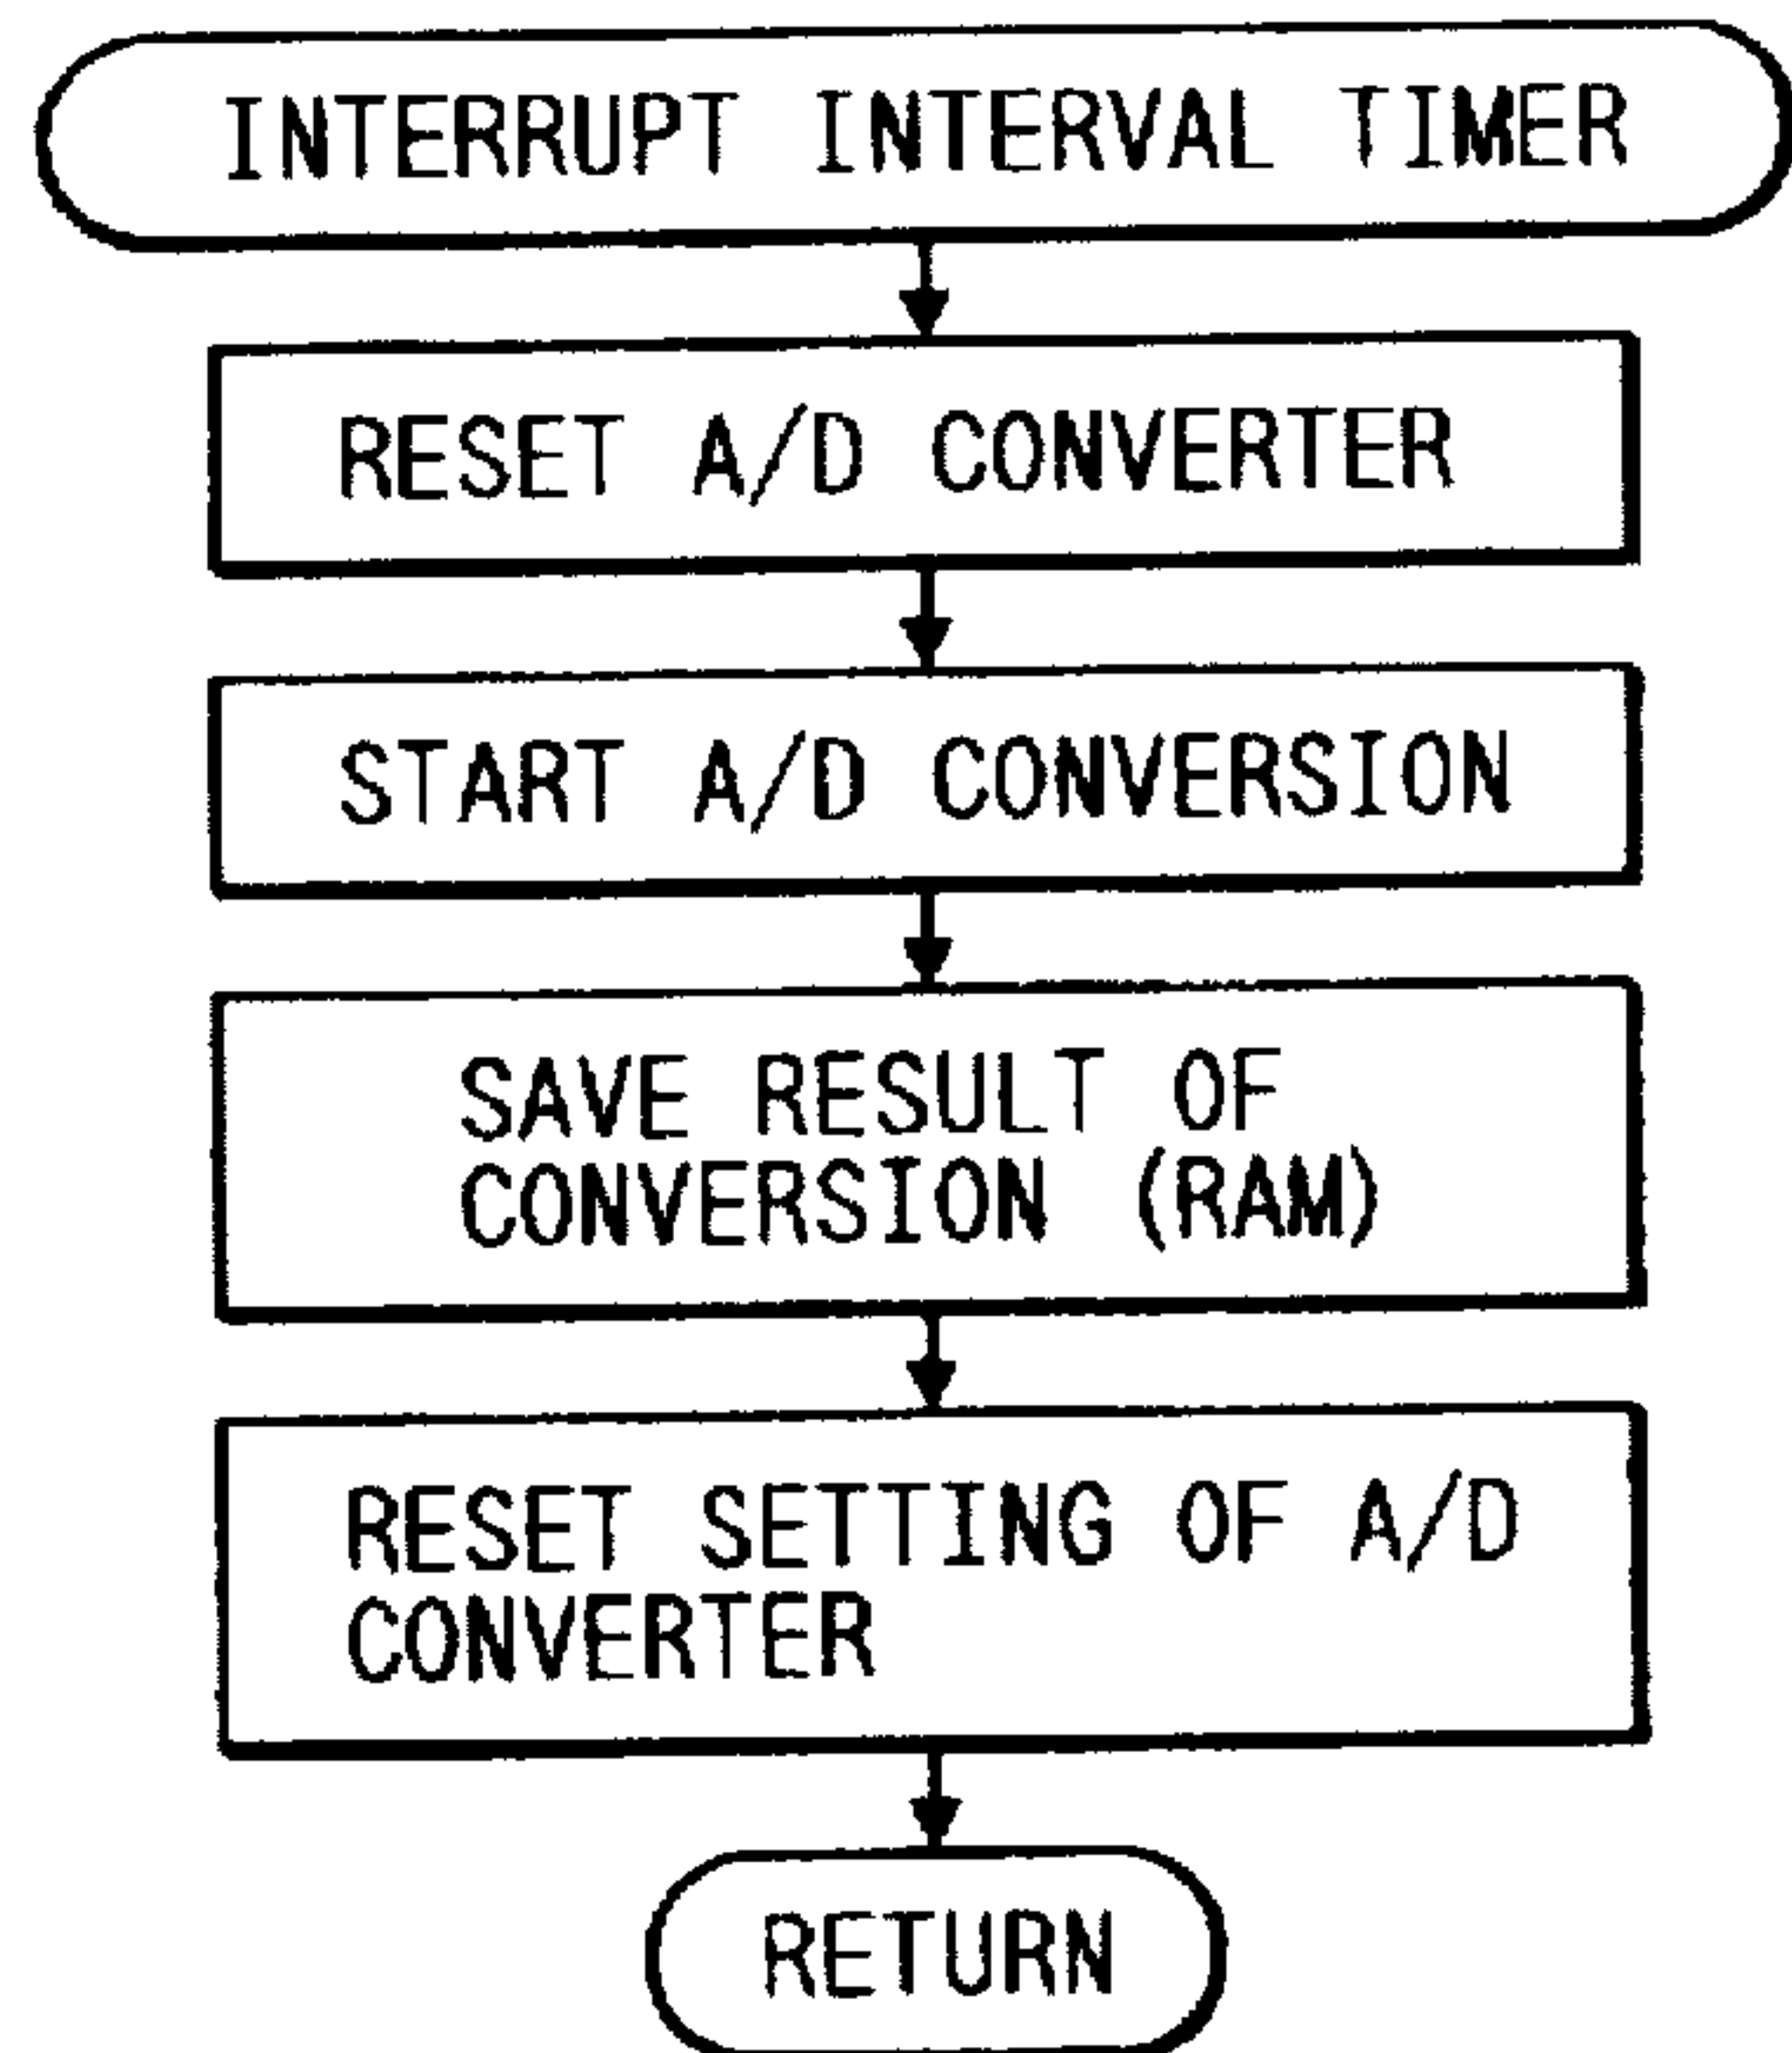 INTERRUPT INTERVAL TIMER
RESET A/D CONVERTER
START A/D CONVERSION
SAVE RESULT OF
CONVERSION (RAM)
RESET SETTING OF A/D
CONVERTER
RETURN